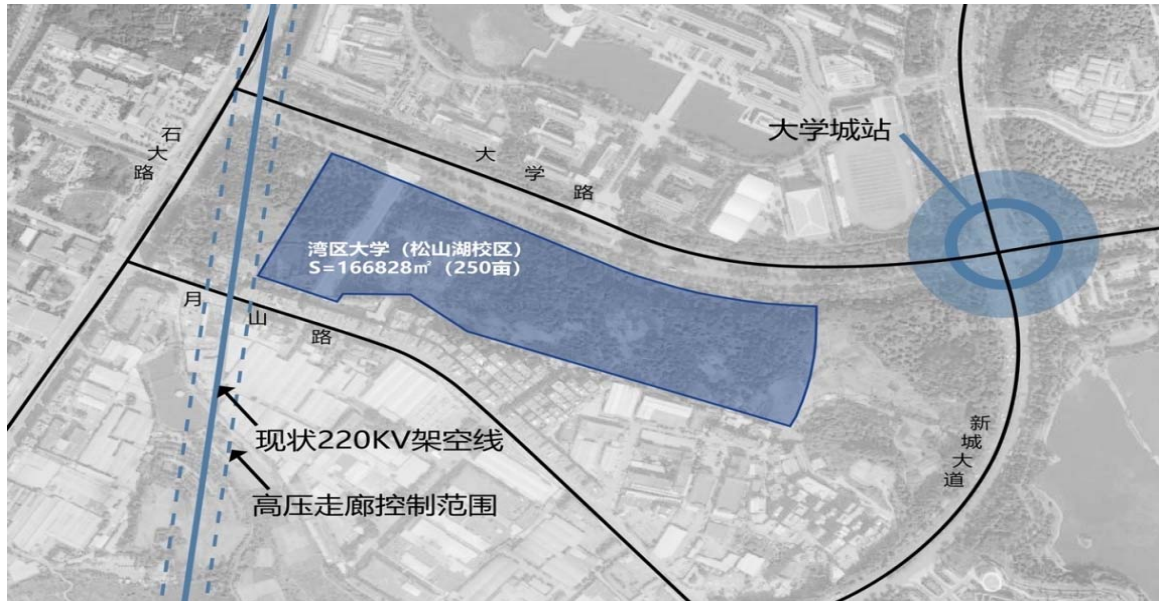 石大路
大学路
大学城站
湾区大学（松山湖校区）
S=166828㎡（250亩）
月山路
现状220KV架空线
高压走廊控制范围
新城大道